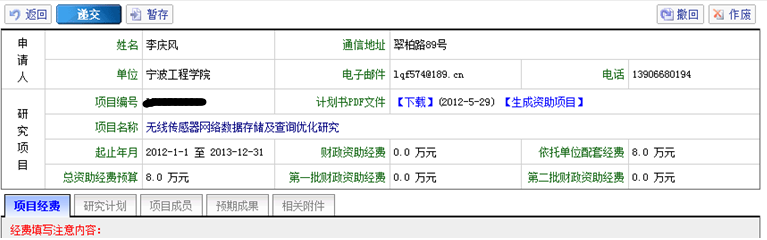 返回 递交 暂存 撤回 作废
申请人 姓名 李庆风 通信地址 翠柏路89号
单位 宁波工程学院 电子邮件 lqf574@189.cn 电话 13906680194
研究项目 项目编号 计划书PDF文件 【下载】(2012-5-29) 【生成资助项目】
项目名称 无线传感器网络数据存储及查询优化研究
起止年月 2012-1-1 至 2013-12-31 财政资助经费 0.0 万元 依托单位配套经费 8.0 万元
总资助经费预算 8.0 万元 第一批财政资助经费 0.0 万元 第二批财政资助经费 0.0 万元
项目经费 研究计划 项目成员 预期成果 相关附件
经费填写注意内容：